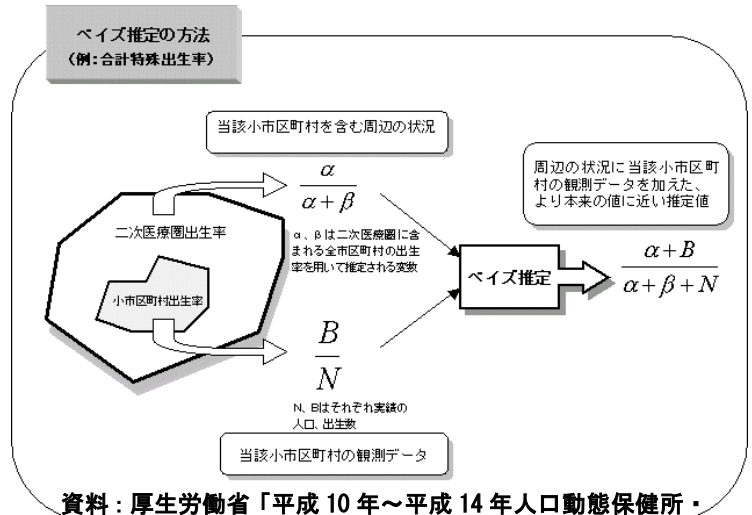 ベイズ推定の方法
（例：合計特殊出生率）
当該小市区町村を含む周辺の状況
α
α + β
α、βは二次医療圏に含
まれる全市区町村の出生
率を用いて推定される変数
二次医療圏出生率
小市区町村出生率
B
N
N、Bはそれぞれ実績の
人口、出生数
当該小市区町村の観測データ
ベイズ推定
周辺の状況に当該小市区町
村の観測データを加えた、
より本来の値に近い推定値
α + B
α + β + N
資料：厚生労働省「平成 10 年～平成 14 年人口動態保健所・